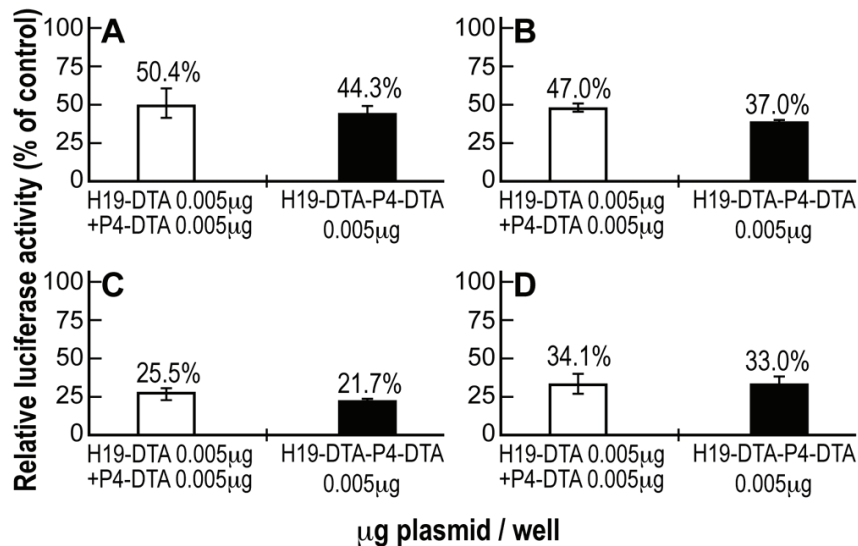 Relative luciferase activity (% of control)
A
100
75
50
25
0
50.4%
44.3%
H19-DTA 0.005µg
+P4-DTA 0.005µg
H19-DTA-P4-DTA
0.005µg
B
100
75
50
25
0
47.0%
37.0%
H19-DTA 0.005µg
+P4-DTA 0.005µg
H19-DTA-P4-DTA
0.005µg
C
100
75
50
25
0
25.5%
21.7%
H19-DTA 0.005µg
+P4-DTA 0.005µg
H19-DTA-P4-DTA
0.005µg
D
100
75
50
25
0
34.1%
33.0%
H19-DTA 0.005µg
+P4-DTA 0.005µg
H19-DTA-P4-DTA
0.005µg
µg plasmid / well